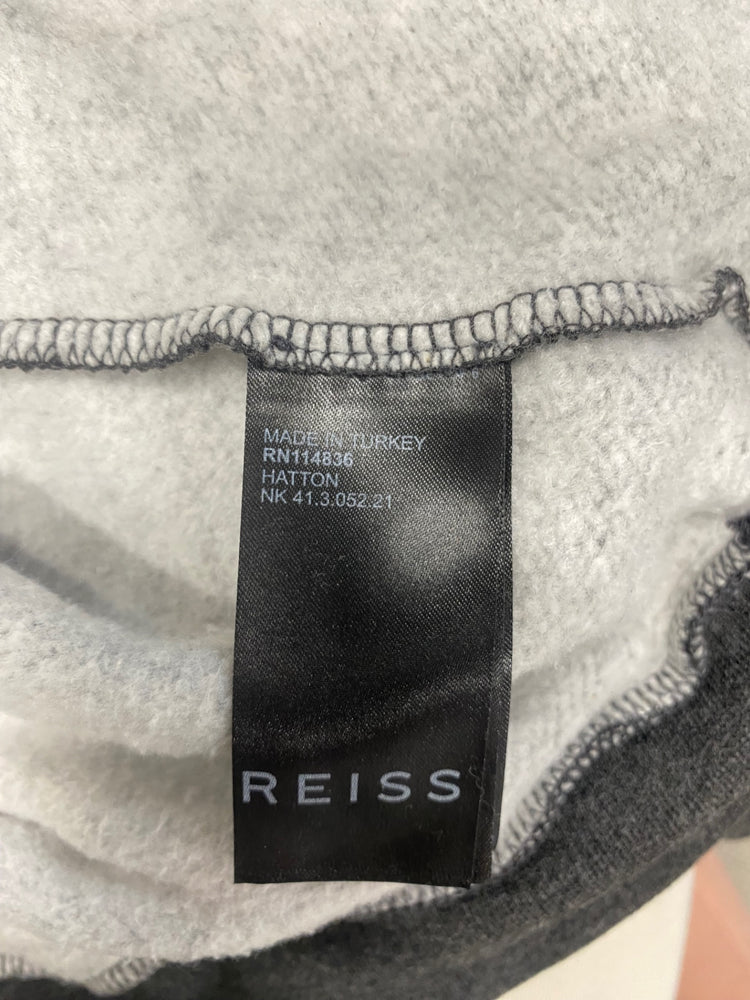 MADE IN TURKEY
RN114836
HATTON
NK 41.3.052.21
REISS